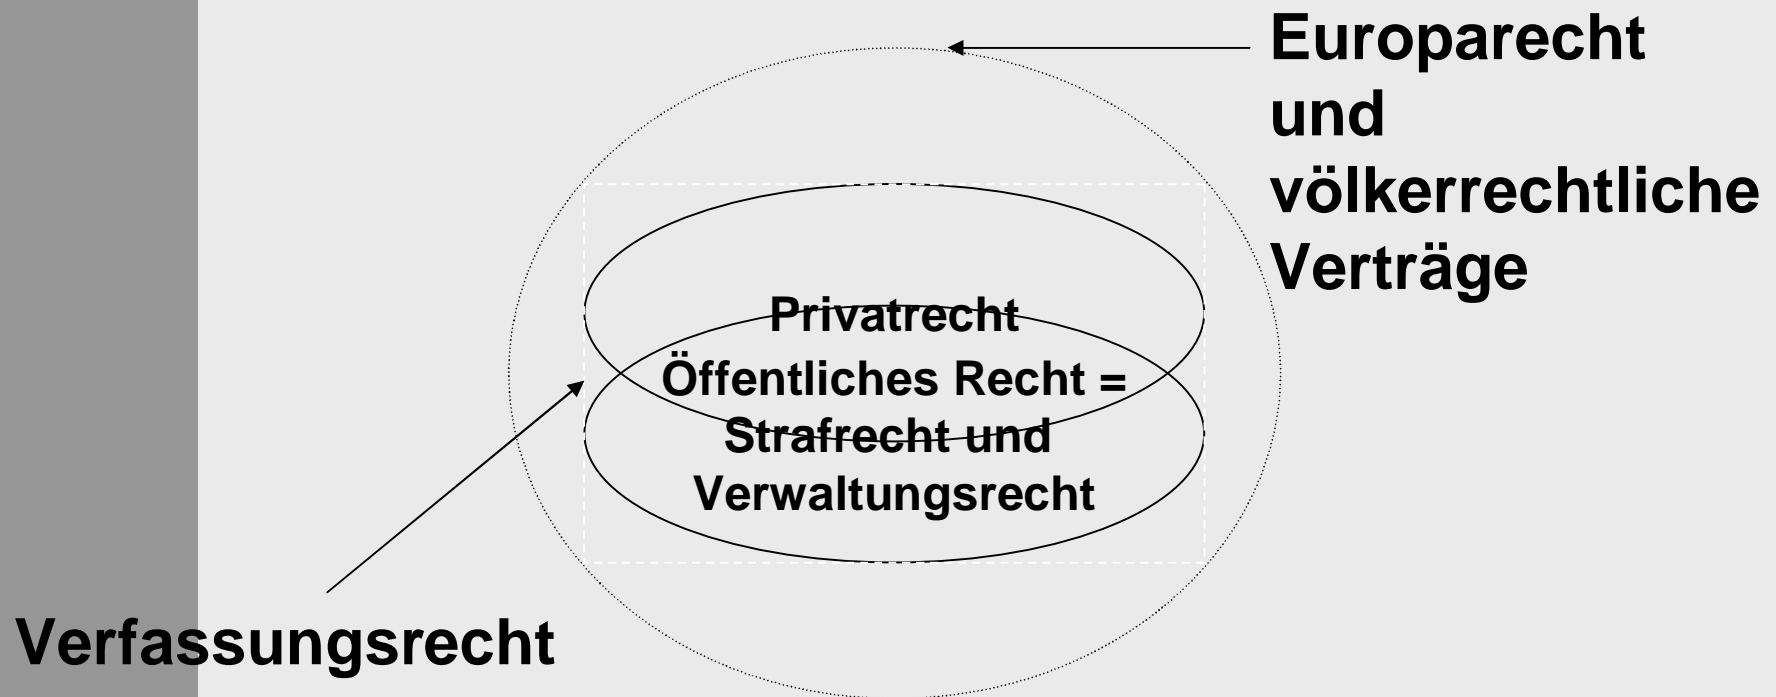 Europarecht
und
völkerrechtliche
Verträge
Privatrecht
Öffentliches Recht =
Strafrecht und
Verwaltungsrecht
Verfassungsrecht